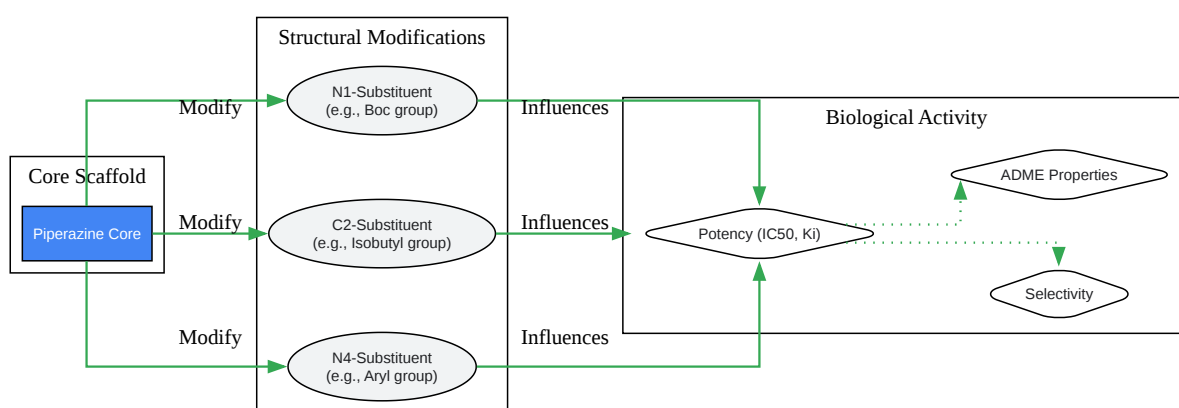 Structural Modifications
N1-Substituent
(e.g., Boc group)
Modify
Influences
Biological Activity
ADME Properties
Core Scaffold
Piperazine Core
Modify
C2-Substituent
(e.g., Isobutyl group)
Influences
Potency (IC50, Ki)
Selectivity
Modify
N4-Substituent
(e.g., Aryl group)
Influences